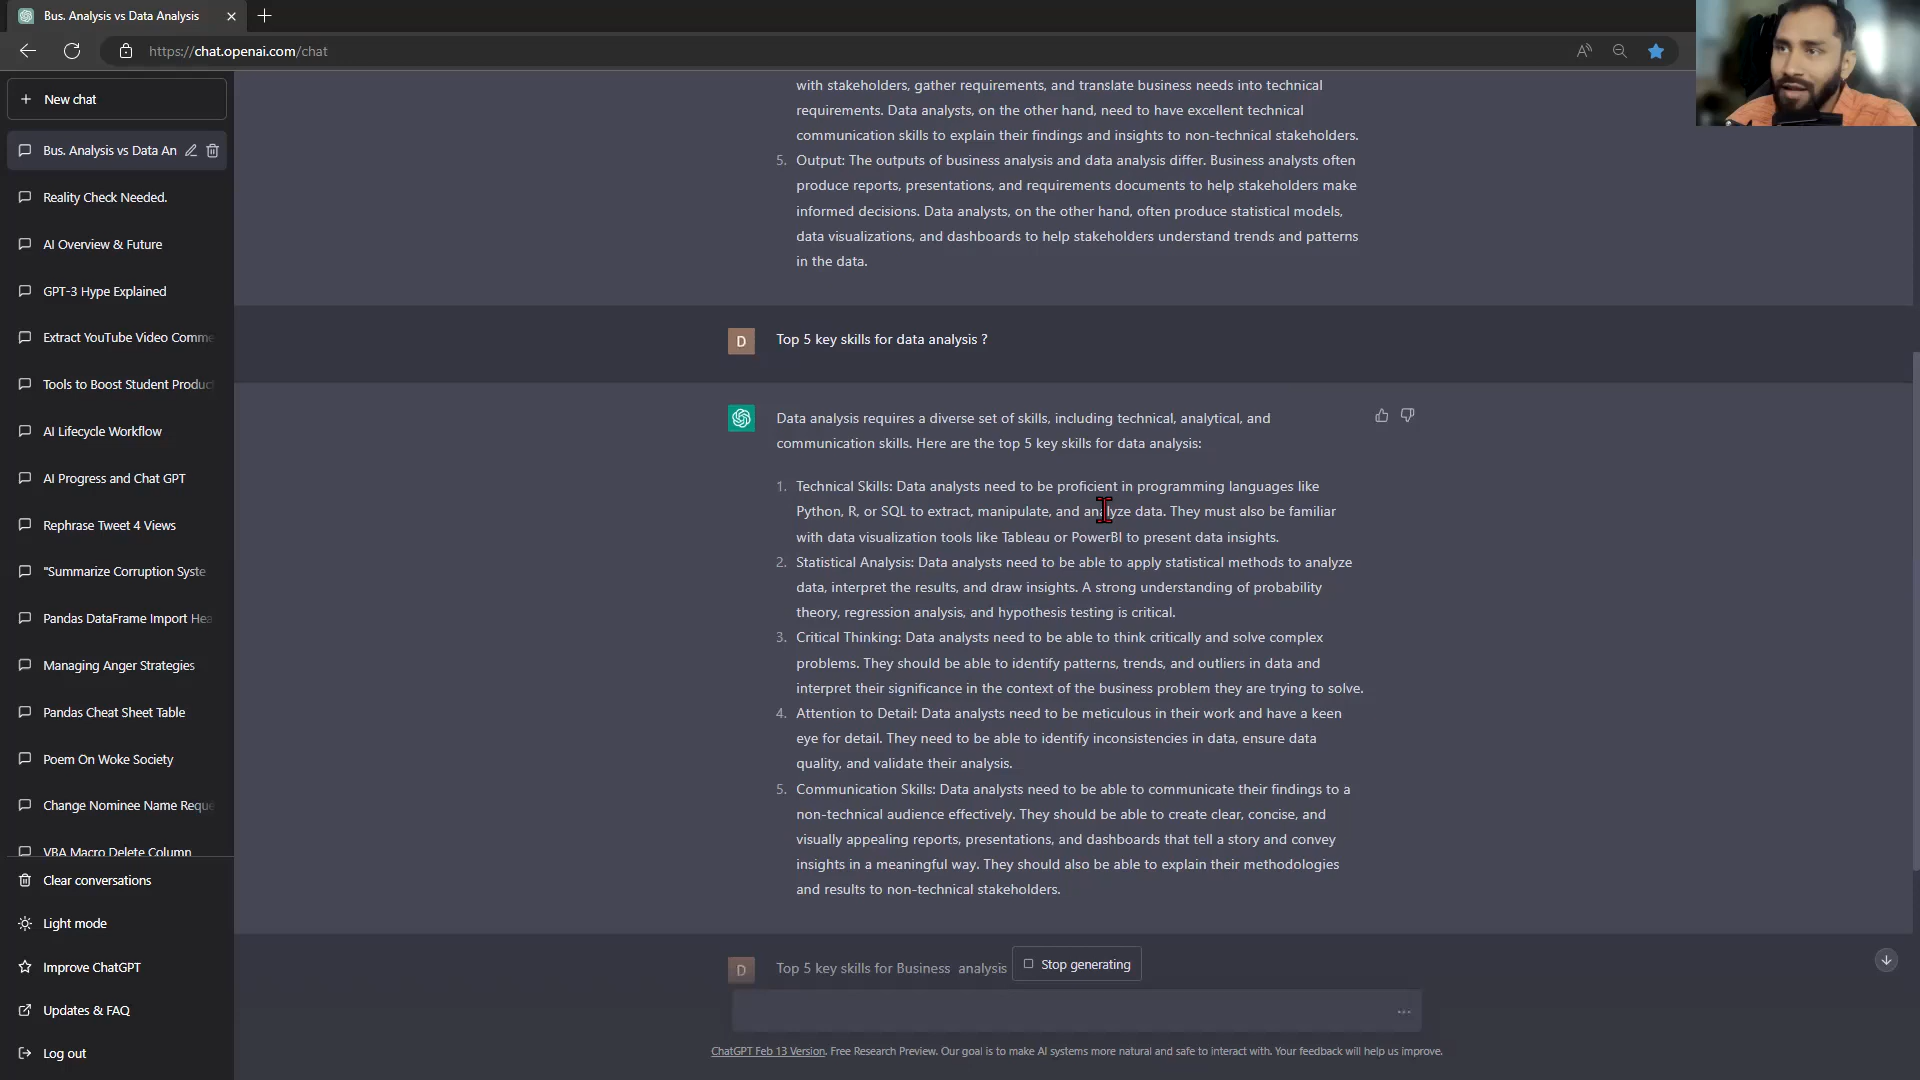 Bus. Analysis vs Data Analysis
https://chat.openai.com/chat
New chat
Bus. Analysis vs Data An
Reality Check Needed.
AI Overview & Future
GPT-3 Hype Explained
Extract YouTube Video Comme
Tools to Boost Student Produc
AI Lifecycle Workflow
AI Progress and Chat GPT
Rephrase Tweet 4 Views
"Summarize Corruption Syste
Pandas DataFrame Import Hea
Managing Anger Strategies
Pandas Cheat Sheet Table
Poem On Woke Society
Change Nominee Name Reque
VBA Macro Delete Column
Clear conversations
Light mode
Improve ChatGPT
Updates & FAQ
Log out
with stakeholders, gather requirements, and translate business needs into technical
requirements. Data analysts, on the other hand, need to have excellent technical
communication skills to explain their findings and insights to non-technical stakeholders.
5. Output: The outputs of business analysis and data analysis differ. Business analysts often
produce reports, presentations, and requirements documents to help stakeholders make
informed decisions. Data analysts, on the other hand, often produce statistical models,
data visualizations, and dashboards to help stakeholders understand trends and patterns
in the data.
D
Top 5 key skills for data analysis ?
Data analysis requires a diverse set of skills, including technical, analytical, and
communication skills. Here are the top 5 key skills for data analysis:
1. Technical Skills: Data analysts need to be proficient in programming languages like
Python, R, or SQL to extract, manipulate, and analyze data. They must also be familiar
with data visualization tools like Tableau or PowerBI to present data insights.
2. Statistical Analysis: Data analysts need to be able to apply statistical methods to analyze
data, interpret the results, and draw insights. A strong understanding of probability
theory, regression analysis, and hypothesis testing is critical.
3. Critical Thinking: Data analysts need to be able to think critically and solve complex
problems. They should be able to identify patterns, trends, and outliers in data and
interpret their significance in the context of the business problem they are trying to solve.
4. Attention to Detail: Data analysts need to be meticulous in their work and have a keen
eye for detail. They need to be able to identify inconsistencies in data, ensure data
quality, and validate their analysis.
5. Communication Skills: Data analysts need to be able to communicate their findings to a
non-technical audience effectively. They should be able to create clear, concise, and
visually appealing reports, presentations, and dashboards that tell a story and convey
insights in a meaningful way. They should also be able to explain their methodologies
and results to non-technical stakeholders.
D
Top 5 key skills for Business  analysis
Stop generating
ChatGPT Feb 13 Version. Free Research Preview. Our goal is to make AI systems more natural and safe to interact with. Your feedback will help us improve.